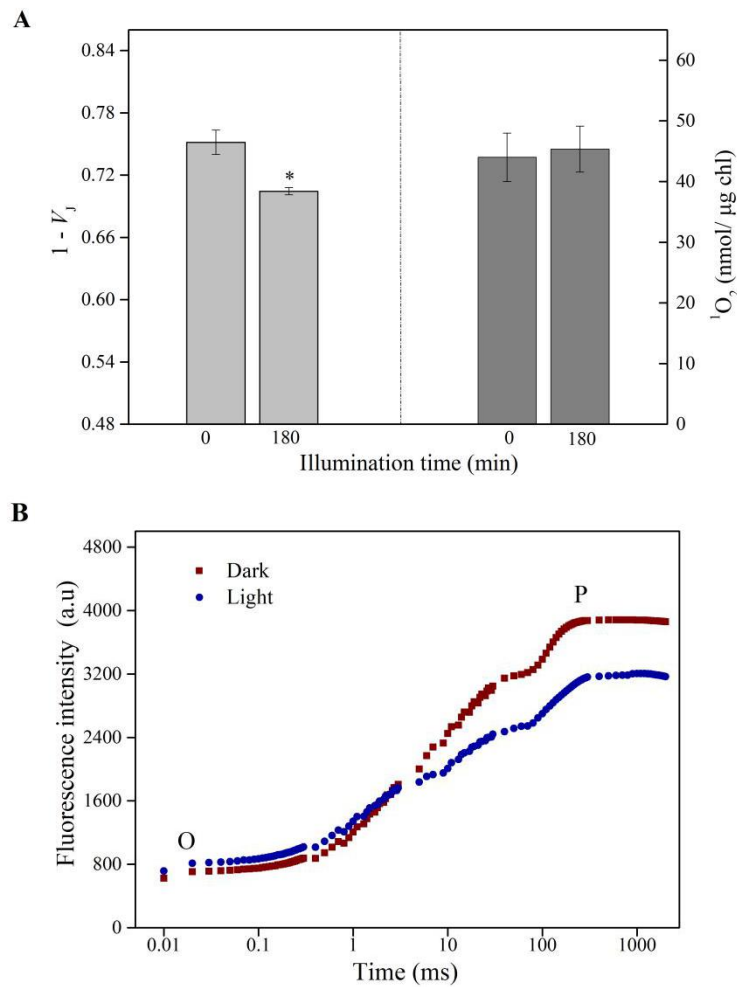 A
0.84
0.78
0.72
0.66
0.60
0.54
0.48
1 - VJ
*
60
50
40
30
20
10
0
¹O₂ (nmol/ μg chl)
0 180 0 180
Illumination time (min)
B
4800
4000
3200
2400
1600
800
0
Fluorescence intensity (a.u)
Dark
Light
P
O
0.01 0.1 1 10 100 1000
Time (ms)